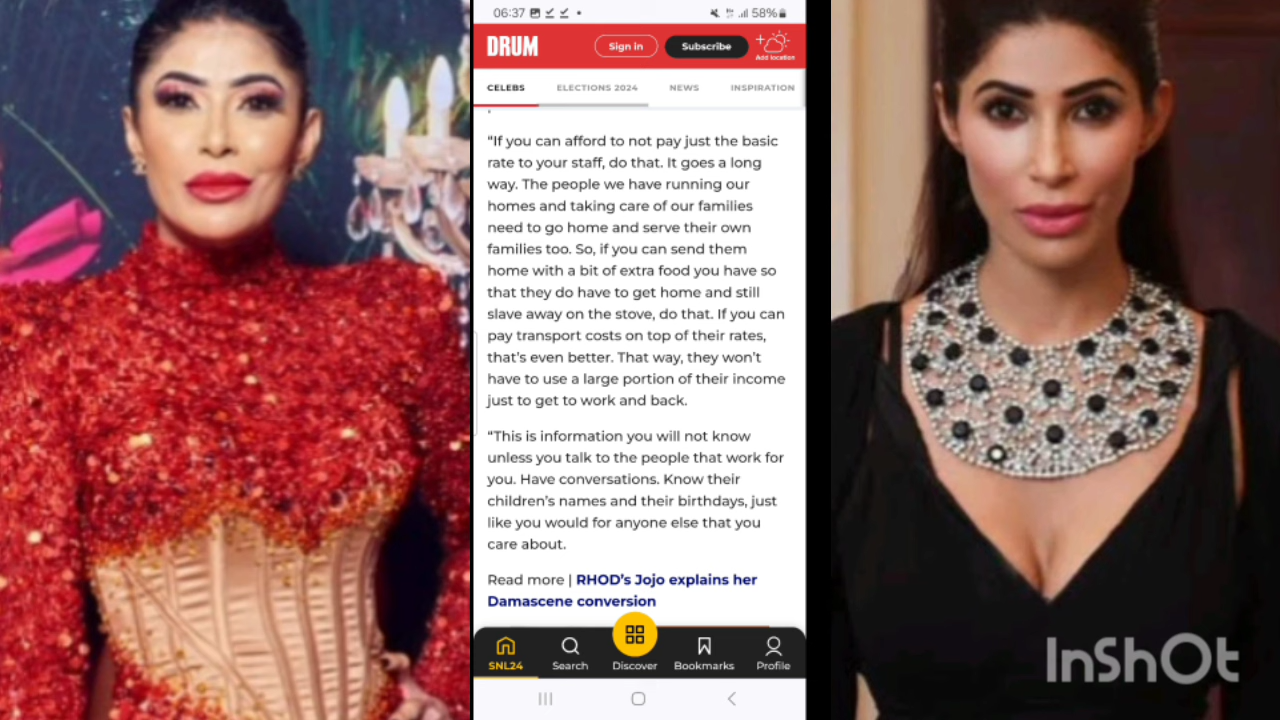 06:37
58%
DRUM
Sign in
Subscribe
Add location
CELEBS ELECTIONS 2024 NEWS INSPIRATION
“If you can afford to not pay just the basic
rate to your staff, do that. It goes a long
way. The people we have running our
homes and taking care of our families
need to go home and serve their own
families too. So, if you can send them
home with a bit of extra food you have so
that they do have to get home and still
slave away on the stove, do that. If you can
pay transport costs on top of their rates,
that’s even better. That way, they won’t
have to use a large portion of their income
just to get to work and back.
“This is information you will not know
unless you talk to the people that work for
you. Have conversations. Know their
children’s names and their birthdays, just
like you would for anyone else that you
care about.
Read more | RHOD’s Jojo explains her
Damascene conversion
SNL24 Search Discover Bookmarks Profile
InShOt